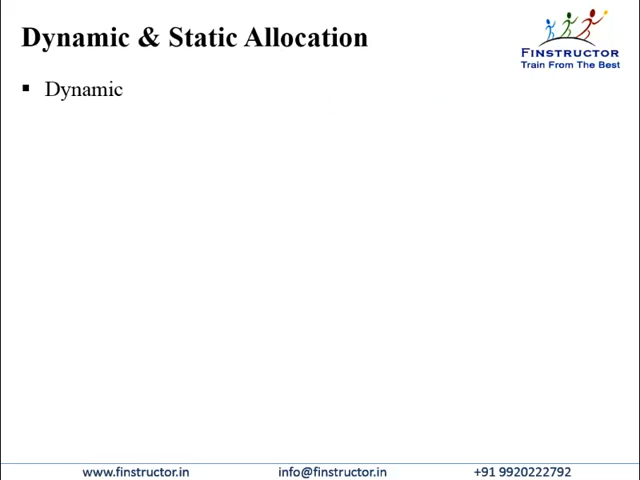 Dynamic & Static Allocation
FINSTRUCTOR
Train From The Best
▪ Dynamic
www.finstructor.in info@finstructor.in +91 9920222792